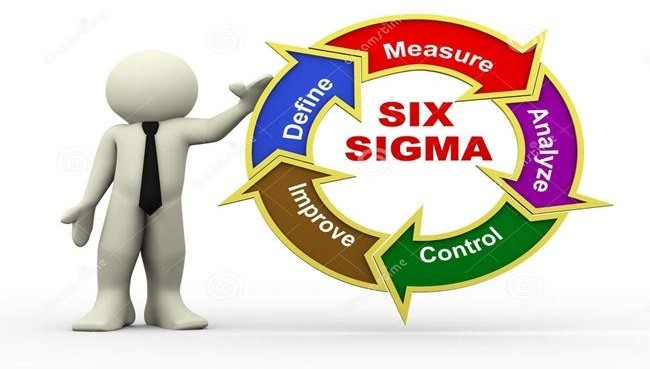 Measure
Define
SIX
SIGMA
Analyze
Improve
Control